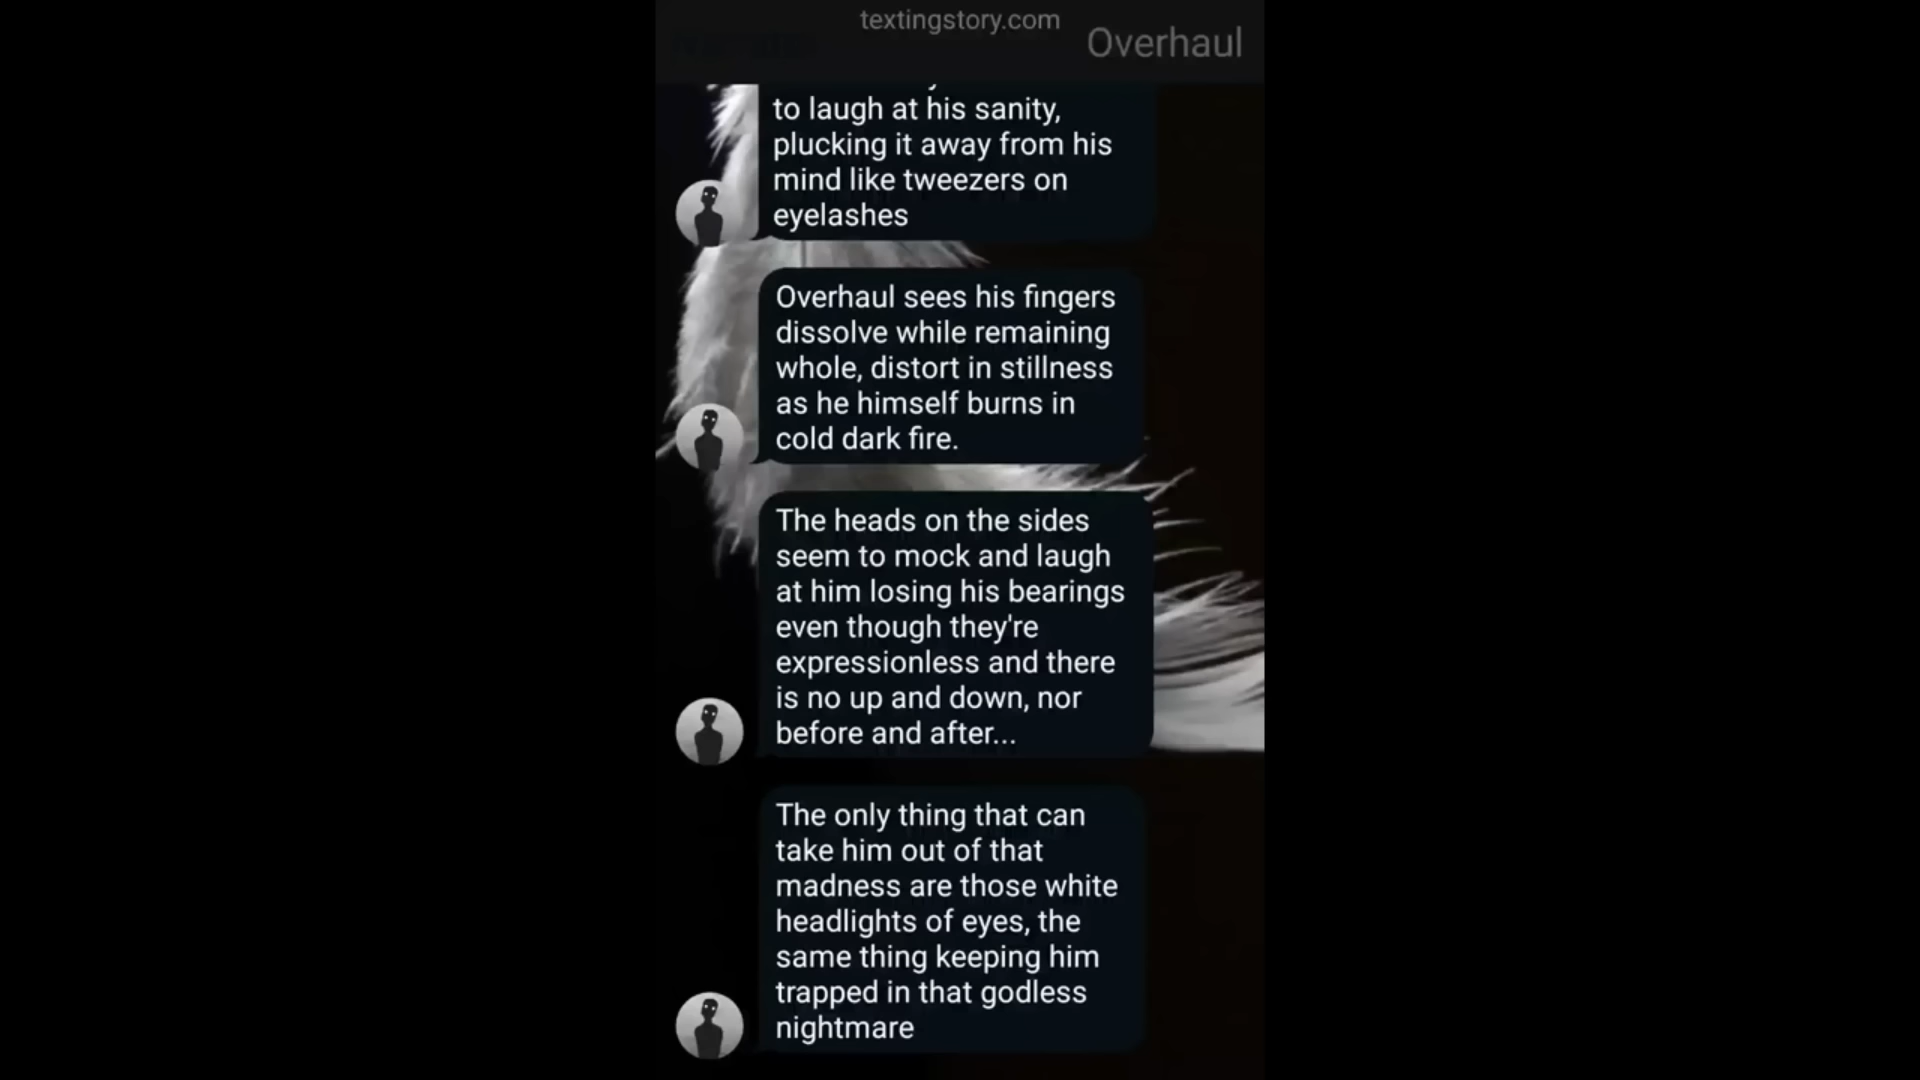 textingstory.com
Overhaul
to laugh at his sanity,
plucking it away from his
mind like tweezers on
eyelashes
Overhaul sees his fingers
dissolve while remaining
whole, distort in stillness
as he himself burns in
cold dark fire.
The heads on the sides
seem to mock and laugh
at him losing his bearings
even though they're
expressionless and there
is no up and down, nor
before and after...
The only thing that can
take him out of that
madness are those white
headlights of eyes, the
same thing keeping him
trapped in that godless
nightmare